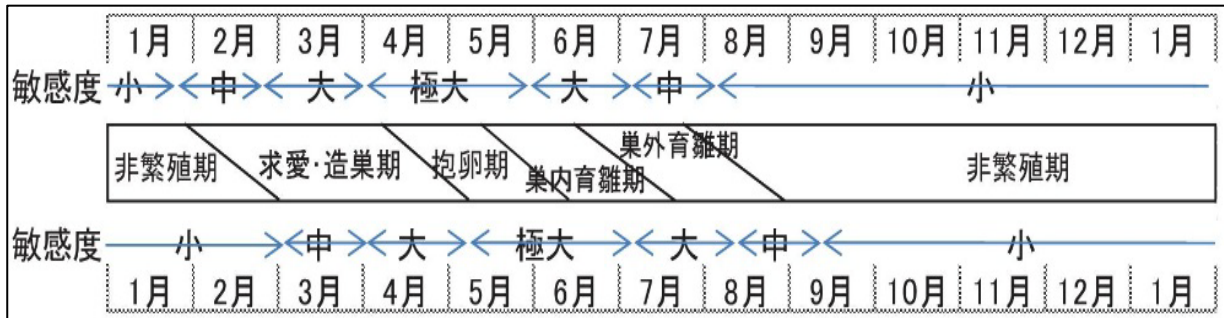 1月 2月 3月 4月 5月 6月 7月 8月 9月 10月 11月 12月 1月
敏感度 小 中 大 極大 大 中 小
非繁殖期 求愛・造巣期 抱卵期 巣内育雛期 巣外育雛期 非繁殖期
敏感度 小 中 大 極大 大 中 小
1月 2月 3月 4月 5月 6月 7月 8月 9月 10月 11月 12月 1月